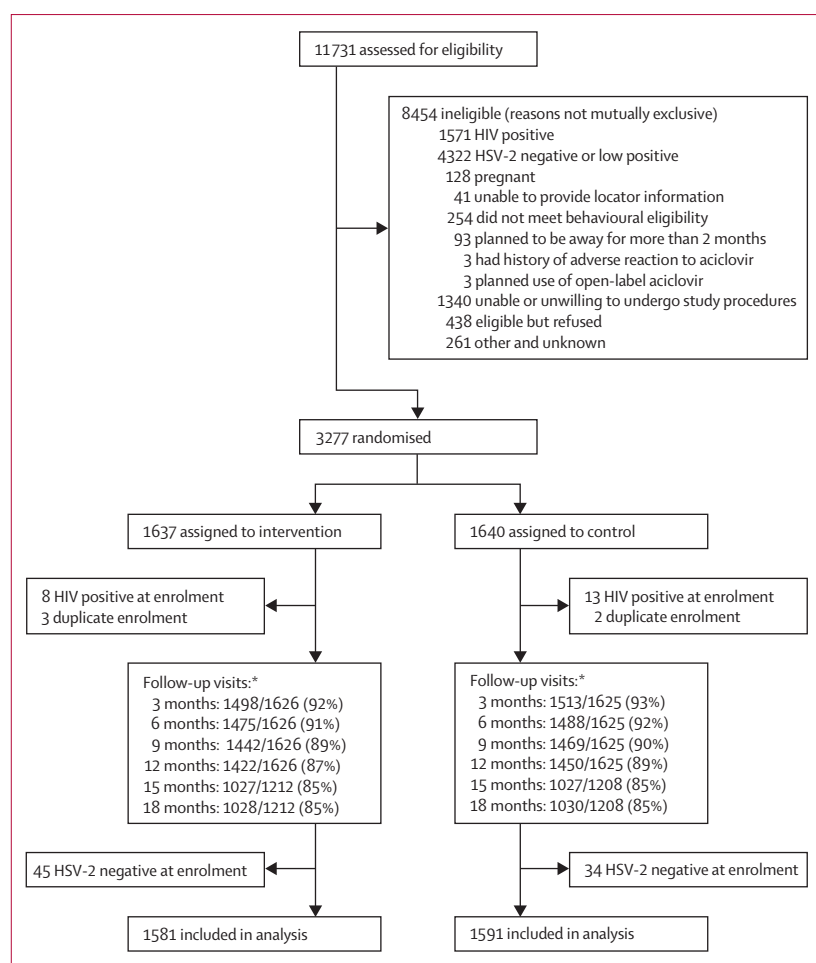 11731 assessed for eligibility
8454 ineligible (reasons not mutually exclusive)
1571 HIV positive
4322 HSV-2 negative or low positive
128 pregnant
41 unable to provide locator information
254 did not meet behavioural eligibility
93 planned to be away for more than 2 months
3 had history of adverse reaction to aciclovir
3 planned use of open-label aciclovir
1340 unable or unwilling to undergo study procedures
438 eligible but refused
261 other and unknown
3277 randomised
1637 assigned to intervention
1640 assigned to control
8 HIV positive at enrolment
3 duplicate enrolment
13 HIV positive at enrolment
2 duplicate enrolment
Follow-up visits:*
3 months: 1498/1626 (92%)
6 months: 1475/1626 (91%)
9 months: 1442/1626 (89%)
12 months: 1422/1626 (87%)
15 months: 1027/1212 (85%)
18 months: 1028/1212 (85%)
Follow-up visits:*
3 months: 1513/1625 (93%)
6 months: 1488/1625 (92%)
9 months: 1469/1625 (90%)
12 months: 1450/1625 (89%)
15 months: 1027/1208 (85%)
18 months: 1030/1208 (85%)
45 HSV-2 negative at enrolment
34 HSV-2 negative at enrolment
1581 included in analysis
1591 included in analysis